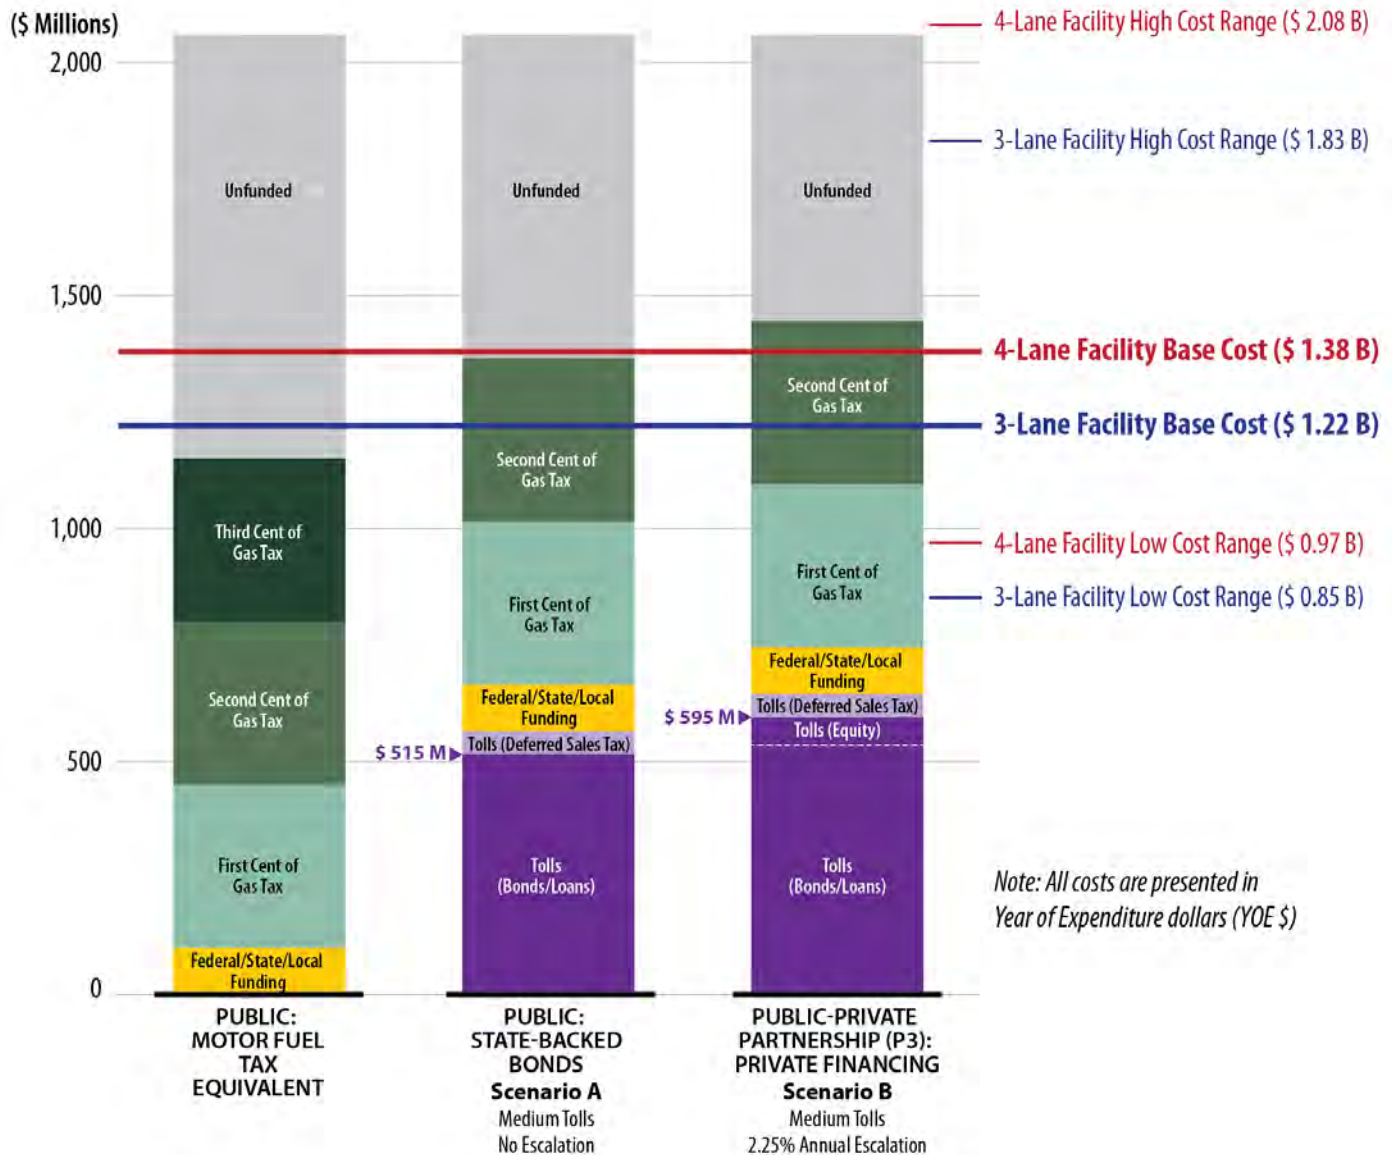 ($ Millions)
2,000
1,500
1,000
500
0
Unfunded
Third Cent of
Gas Tax
Second Cent of
Gas Tax
First Cent of
Gas Tax
Federal/State/Local
Funding
PUBLIC:
MOTOR FUEL
TAX
EQUIVALENT
Unfunded
Second Cent of
Gas Tax
First Cent of
Gas Tax
Federal/State/Local
Funding
Tolls (Deferred Sales Tax)
$ 515 M
Tolls
(Bonds/Loans)
PUBLIC:
STATE-BACKED
BONDS
Scenario A
Medium Tolls
No Escalation
Unfunded
Second Cent of
Gas Tax
First Cent of
Gas Tax
Federal/State/Local
Funding
Tolls (Deferred Sales Tax)
$ 595 M
Tolls (Equity)
Tolls
(Bonds/Loans)
PUBLIC-PRIVATE
PARTNERSHIP (P3):
PRIVATE FINANCING
Scenario B
Medium Tolls
2.25% Annual Escalation
4-Lane Facility High Cost Range ($ 2.08 B)
3-Lane Facility High Cost Range ($ 1.83 B)
4-Lane Facility Base Cost ($ 1.38 B)
3-Lane Facility Base Cost ($ 1.22 B)
4-Lane Facility Low Cost Range ($ 0.97 B)
3-Lane Facility Low Cost Range ($ 0.85 B)
Note: All costs are presented in
Year of Expenditure dollars (YOE $)